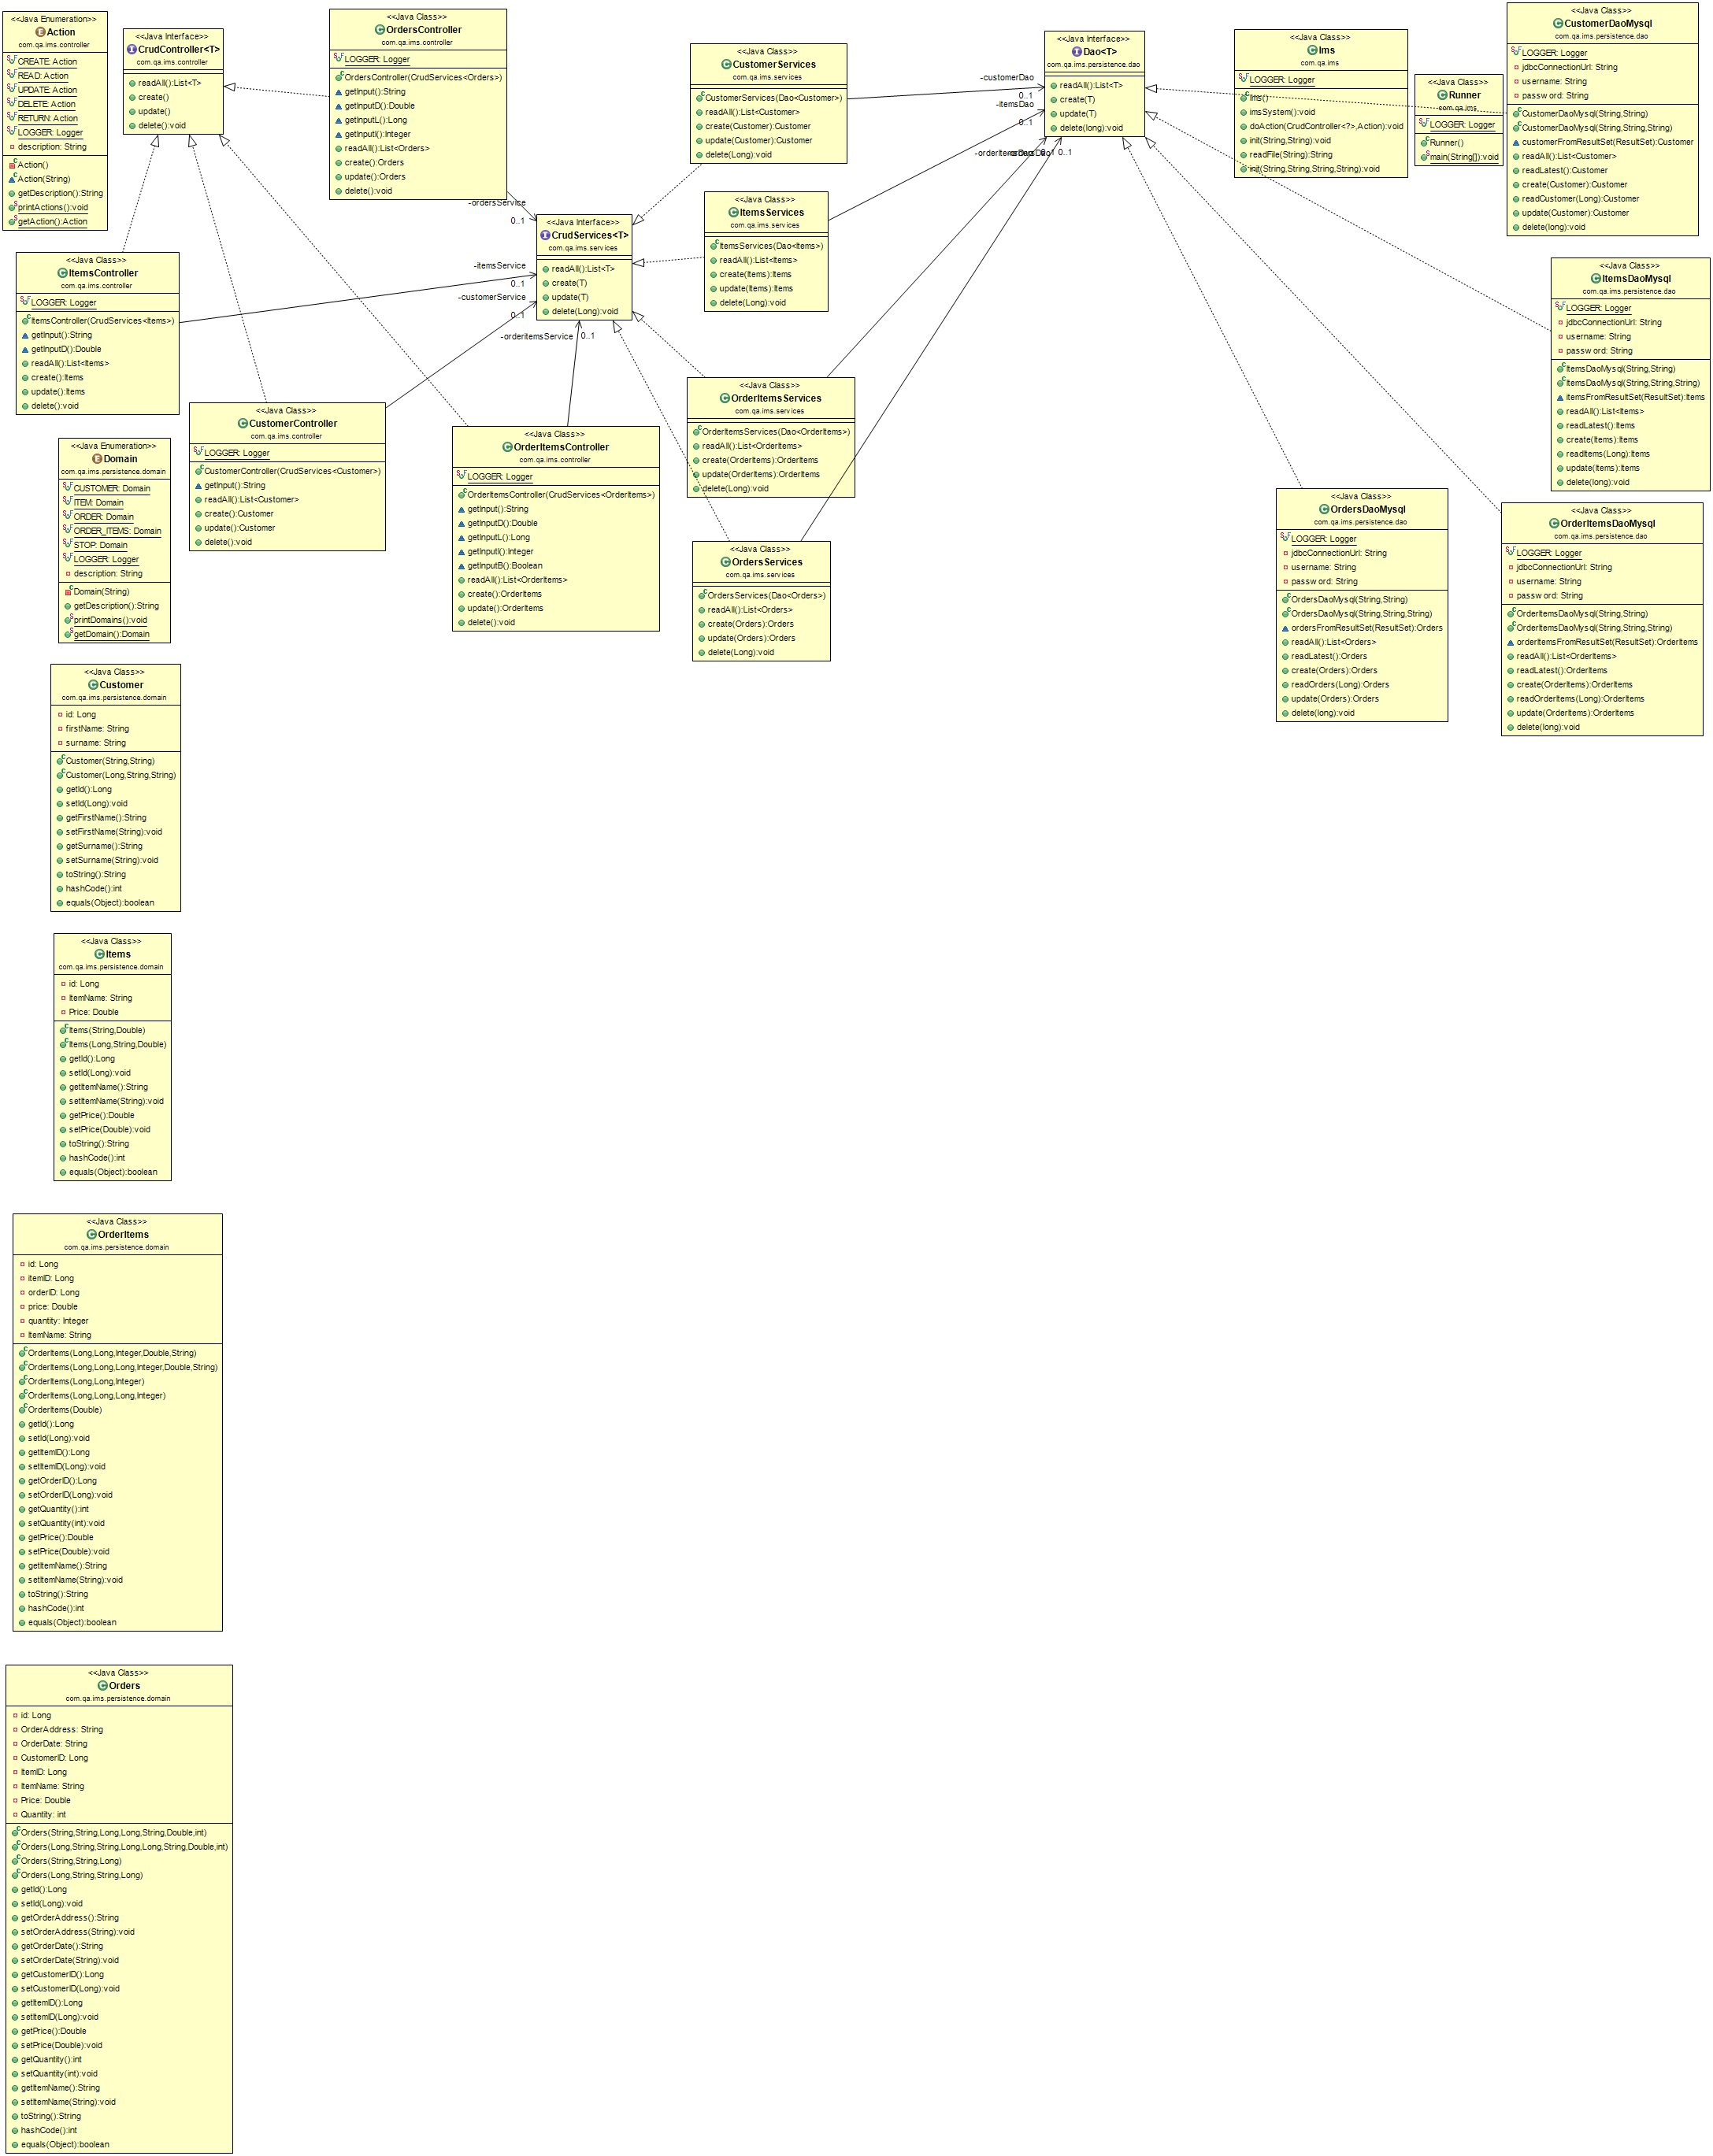 <<Java Enumeration>>
Action
com.qa.ims.controller
CREATE: Action
READ: Action
UPDATE: Action
DELETE: Action
RETURN: Action
LOGGER: Logger
description: String
Action()
Action(String)
getDescription():String
printActions():void
getAction():Action
<<Java Interface>>
CrudController<T>
com.qa.ims.controller
readAll():List<T>
create()
update()
delete():void
<<Java Class>>
OrdersController
com.qa.ims.controller
LOGGER: Logger
OrdersController(CrudServices<Orders>)
getInput():String
getInputD():Double
getInputL():Long
getInputI():Integer
readAll():List<Orders>
create():Orders
update():Orders
delete():void
<<Java Class>>
CustomerServices
com.qa.ims.services
CustomerServices(Dao<Customer>)
readAll():List<Customer>
create(Customer):Customer
update(Customer):Customer
delete(Long):void
<<Java Interface>>
Dao<T>
com.qa.ims.persistence.dao
readAll():List<T>
create(T)
update(T)
delete(long):void
<<Java Class>>
Ims
com.qa.ims
LOGGER: Logger
Ims()
imsSystem():void
doAction(CrudController<?>,Action):void
init(String,String):void
readFile(String):String
init(String,String,String,String):void
<<Java Class>>
Runner
com.qa.ims
LOGGER: Logger
Runner()
main(String[]):void
<<Java Class>>
CustomerDaoMysql
com.qa.ims.persistence.dao
LOGGER: Logger
jdbcConnectionUrl: String
username: String
password: String
CustomerDaoMysql(String,String)
CustomerDaoMysql(String,String,String)
customerFromResultSet(ResultSet):Customer
readAll():List<Customer>
readLatest():Customer
create(Customer):Customer
readCustomer(Long):Customer
update(Customer):Customer
delete(long):void
-customerDao
0..1
-itemsDao
0..1
0..1
0..1
-ordersService
0..1
<<Java Interface>>
CrudServices<T>
com.qa.ims.services
readAll():List<T>
create(T)
update(T)
delete(Long):void
<<Java Class>>
ItemsServices
com.qa.ims.services
ItemsServices(Dao<Items>)
readAll():List<Items>
create(Items):Items
update(Items):Items
delete(Long):void
-itemsService
0..1
-customerService
0..1
-orderitemsService
0..1
<<Java Class>>
ItemsController
com.qa.ims.controller
LOGGER: Logger
ItemsController(CrudServices<Items>)
getInput():String
getInputD():Double
readAll():List<Items>
create():Items
update():Items
delete():void
<<Java Class>>
ItemsDaoMysql
com.qa.ims.persistence.dao
LOGGER: Logger
jdbcConnectionUrl: String
username: String
password: String
ItemsDaoMysql(String,String)
ItemsDaoMysql(String,String,String)
itemsFromResultSet(ResultSet):Items
readAll():List<Items>
readLatest():Items
create(Items):Items
readItems(Long):Items
update(Items):Items
delete(long):void
<<Java Class>>
OrderItemsServices
com.qa.ims.services
OrderItemsServices(Dao<OrderItems>)
readAll():List<OrderItems>
create(OrderItems):OrderItems
update(OrderItems):OrderItems
delete(Long):void
<<Java Class>>
CustomerController
com.qa.ims.controller
LOGGER: Logger
CustomerController(CrudServices<Customer>)
getInput():String
readAll():List<Customer>
create():Customer
update():Customer
delete():void
<<Java Class>>
OrderItemsController
com.qa.ims.controller
LOGGER: Logger
OrderItemsController(CrudServices<OrderItems>)
getInput():String
getInputD():Double
getInputL():Long
getInputI():Integer
getInputB():Boolean
readAll():List<OrderItems>
create():OrderItems
update():OrderItems
delete():void
<<Java Enumeration>>
Domain
com.qa.ims.persistence.domain
CUSTOMER: Domain
ITEM: Domain
ORDER: Domain
ORDER_ITEMS: Domain
STOP: Domain
LOGGER: Logger
description: String
Domain(String)
getDescription():String
printDomains():void
getDomain():Domain
<<Java Class>>
OrdersServices
com.qa.ims.services
OrdersServices(Dao<Orders>)
readAll():List<Orders>
create(Orders):Orders
update(Orders):Orders
delete(Long):void
<<Java Class>>
OrdersDaoMysql
com.qa.ims.persistence.dao
LOGGER: Logger
jdbcConnectionUrl: String
username: String
password: String
OrdersDaoMysql(String,String)
OrdersDaoMysql(String,String,String)
ordersFromResultSet(ResultSet):Orders
readAll():List<Orders>
readLatest():Orders
create(Orders):Orders
readOrders(Long):Orders
update(Orders):Orders
delete(long):void
<<Java Class>>
OrderItemsDaoMysql
com.qa.ims.persistence.dao
LOGGER: Logger
jdbcConnectionUrl: String
username: String
password: String
OrderItemsDaoMysql(String,String)
OrderItemsDaoMysql(String,String,String)
orderItemsFromResultSet(ResultSet):OrderItems
readAll():List<OrderItems>
readLatest():OrderItems
create(OrderItems):OrderItems
readOrderItems(Long):OrderItems
update(OrderItems):OrderItems
delete(long):void
<<Java Class>>
Customer
com.qa.ims.persistence.domain
id: Long
firstName: String
surname: String
Customer(String,String)
Customer(Long,String,String)
getId():Long
setId(Long):void
getFirstName():String
setFirstName(String):void
getSurname():String
setSurname(String):void
toString():String
hashCode():int
equals(Object):boolean
<<Java Class>>
Items
com.qa.ims.persistence.domain
id: Long
ItemName: String
Price: Double
Items(String,Double)
Items(Long,String,Double)
getId():Long
setId(Long):void
getItemName():String
setItemName(String):void
getPrice():Double
setPrice(Double):void
toString():String
hashCode():int
equals(Object):boolean
<<Java Class>>
OrderItems
com.qa.ims.persistence.domain
id: Long
itemID: Long
orderID: Long
price: Double
quantity: Integer
ItemName: String
OrderItems(Long,Long,Integer,Double,String)
OrderItems(Long,Long,Long,Integer,Double,String)
OrderItems(Long,Long,Integer)
OrderItems(Long,Long,Long,Integer)
OrderItems(Double)
getId():Long
setId(Long):void
getItemID():Long
setItemID(Long):void
getOrderID():Long
setOrderID(Long):void
getQuantity():int
setQuantity(int):void
getPrice():Double
setPrice(Double):void
getItemName():String
setItemName(String):void
toString():String
hashCode():int
equals(Object):boolean
<<Java Class>>
Orders
com.qa.ims.persistence.domain
id: Long
OrderAddress: String
OrderDate: String
CustomerID: Long
ItemID: Long
ItemName: String
Price: Double
Quantity: int
Orders(String,String,Long,Long,String,Double,int)
Orders(Long,String,String,Long,Long,String,Double,int)
Orders(String,String,Long)
Orders(Long,String,String,Long)
getId():Long
setId(Long):void
getOrderAddress():String
setOrderAddress(String):void
getOrderDate():String
setOrderDate(String):void
getCustomerID():Long
setCustomerID(Long):void
getItemID():Long
setItemID(Long):void
getPrice():Double
setPrice(Double):void
getQuantity():int
setQuantity(int):void
getItemName():String
setItemName(String):void
toString():String
hashCode():int
equals(Object):boolean